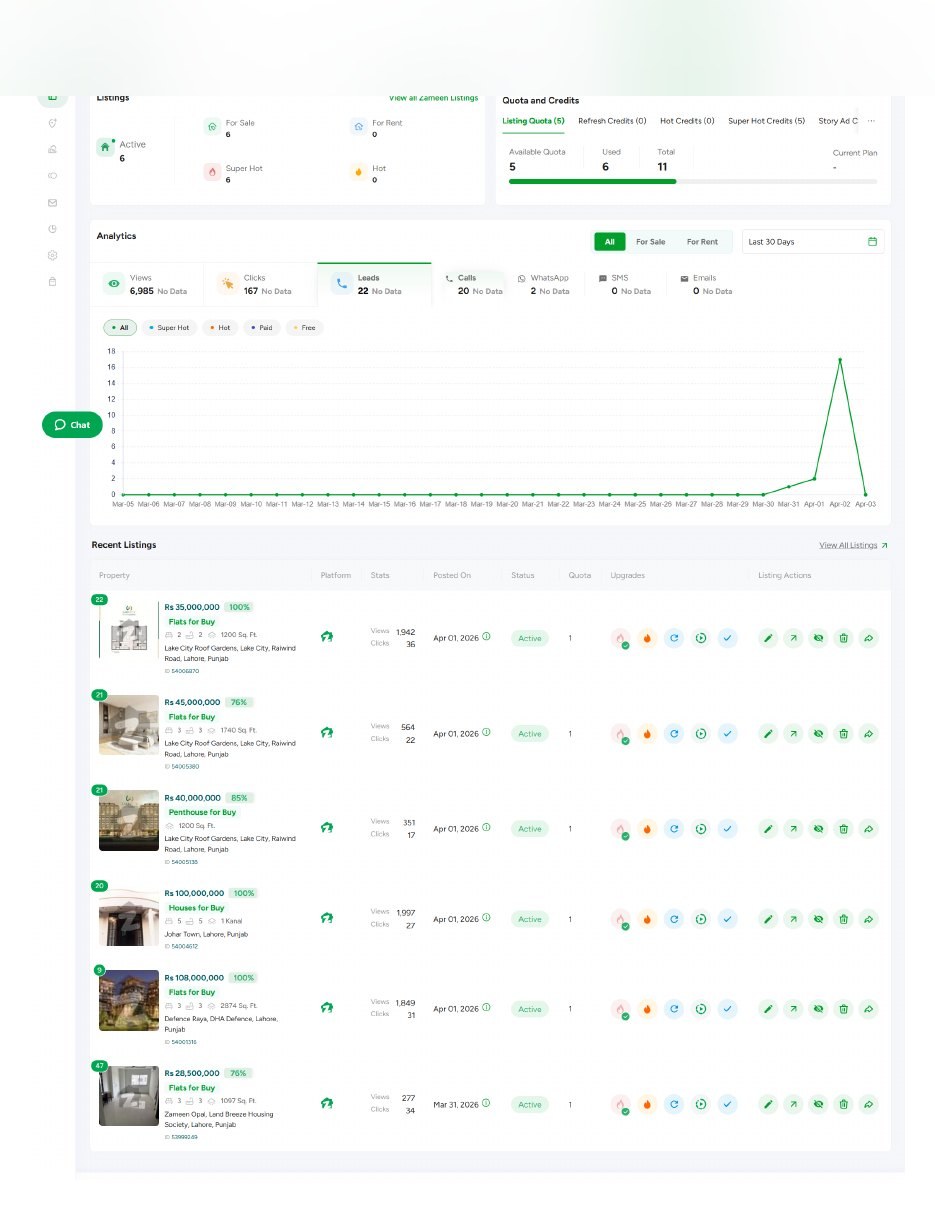 Listings
View all Zameen Listings
Active
6
For Sale
6
For Rent
0
Super Hot
6
Hot
0
Quota and Credits
Listing Quota (5) Refresh Credits (0) Hot Credits (0) Super Hot Credits (5) Story Ad C ...
Available Quota Used Total Current Plan
5 6 11 -
Analytics
All For Sale For Rent Last 30 Days
Views Clicks Leads Calls WhatsApp SMS Emails
6,985 No Data 167 No Data 22 No Data 20 No Data 2 No Data 0 No Data 0 No Data
All Super Hot Hot Paid Free
18
16
14
12
10
8
6
4
2
0
Mar-05 Mar-06 Mar-07 Mar-08 Mar-09 Mar-10 Mar-11 Mar-12 Mar-13 Mar-14 Mar-15 Mar-16 Mar-17 Mar-18 Mar-19 Mar-20 Mar-21 Mar-22 Mar-23 Mar-24 Mar-25 Mar-26 Mar-27 Mar-28 Mar-29 Mar-30 Mar-31 Apr-01 Apr-02 Apr-03
Chat
Recent Listings View All Listings
Property Platform Stats Posted On Status Quota Upgrades Listing Actions
22
Rs 35,000,000 100%
Flats for Buy
2 2 1200 Sq. Ft.
Lake City Roof Gardens, Lake City, Raiwind
Road, Lahore, Punjab
ID 54006870
Views 1,942
Clicks 36
Apr 01, 2026 Active 1
21
Rs 45,000,000 76%
Flats for Buy
3 3 1740 Sq. Ft.
Lake City Roof Gardens, Lake City, Raiwind
Road, Lahore, Punjab
ID 54005380
Views 564
Clicks 22
Apr 01, 2026 Active 1
21
Rs 40,000,000 85%
Penthouse for Buy
1200 Sq. Ft.
Lake City Roof Gardens, Lake City, Raiwind
Road, Lahore, Punjab
ID 54005138
Views 351
Clicks 17
Apr 01, 2026 Active 1
20
Rs 100,000,000 100%
Houses for Buy
5 5 1 Kanal
Johar Town, Lahore, Punjab
ID 54004612
Views 1,997
Clicks 27
Apr 01, 2026 Active 1
9
Rs 108,000,000 100%
Flats for Buy
3 3 2874 Sq. Ft.
Defence Raya, DHA Defence, Lahore,
Punjab
ID 54001316
Views 1,849
Clicks 31
Apr 01, 2026 Active 1
47
Rs 28,500,000 76%
Flats for Buy
3 3 1097 Sq. Ft.
Zameen Opal, Land Breeze Housing
Society, Lahore, Punjab
ID 53999249
Views 277
Clicks 34
Mar 31, 2026 Active 1